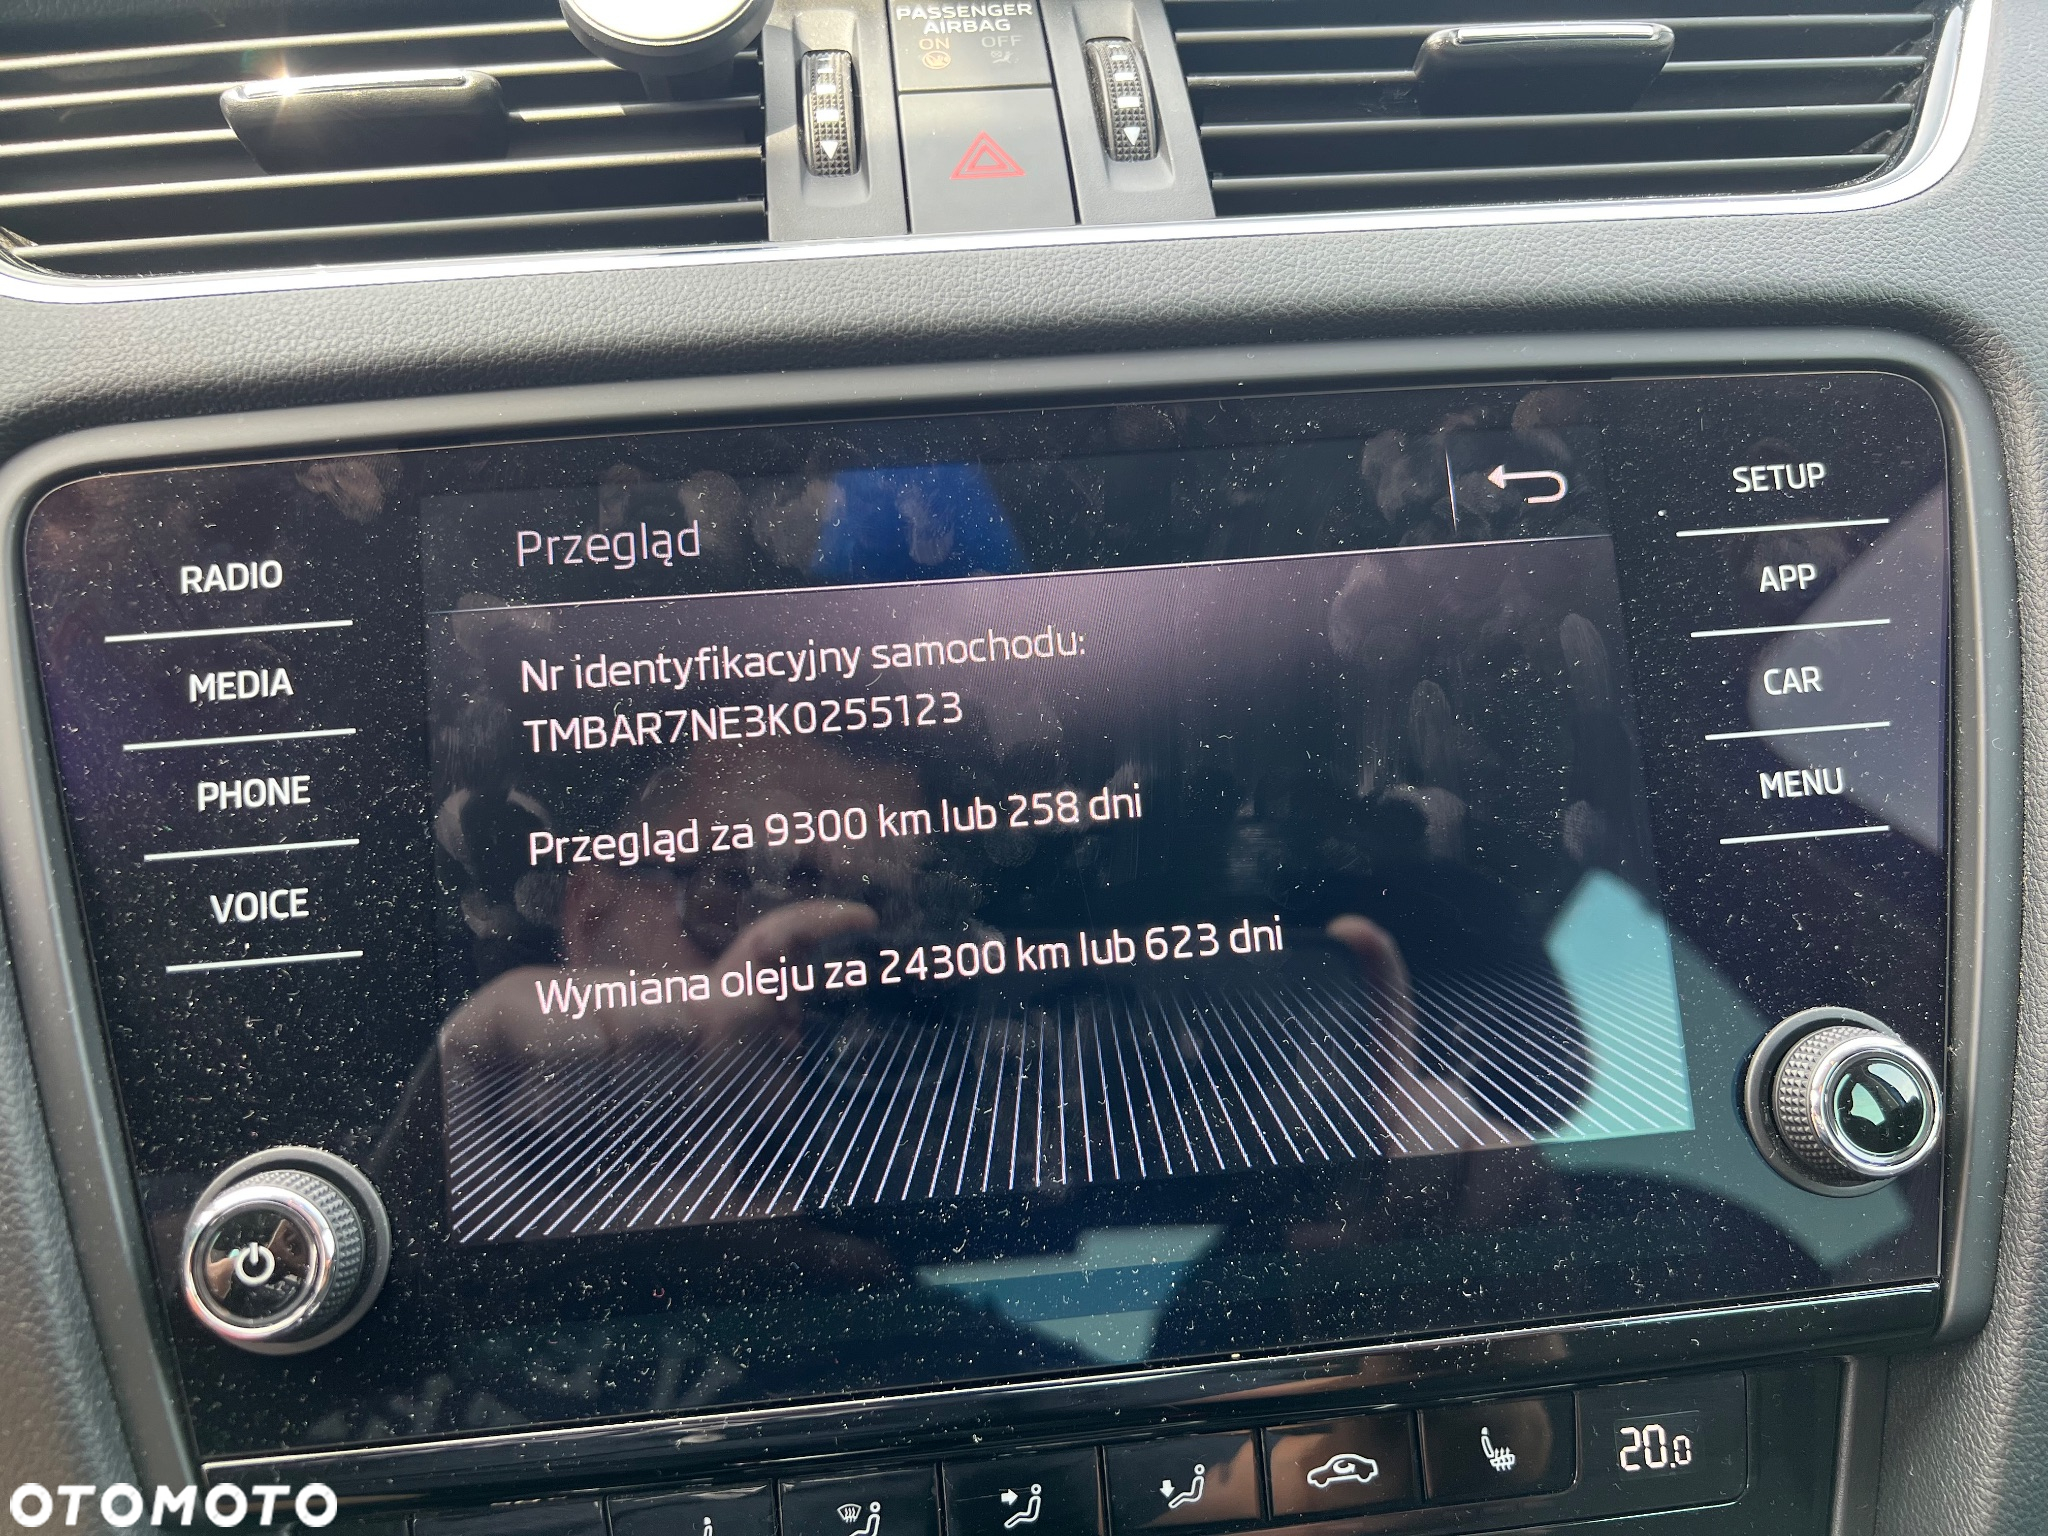 PASSENGER
AIRBAG
ON OFF
Przegląd
Nr identyfikacyjny samochodu:
TMBAR7NE3K0255123
Przegląd za 9300 km lub 258 dni
Wymiana oleju za 24300 km lub 623 dni
RADIO
MEDIA
PHONE
VOICE
SETUP
APP
CAR
MENU
20.0
OTOMOTO